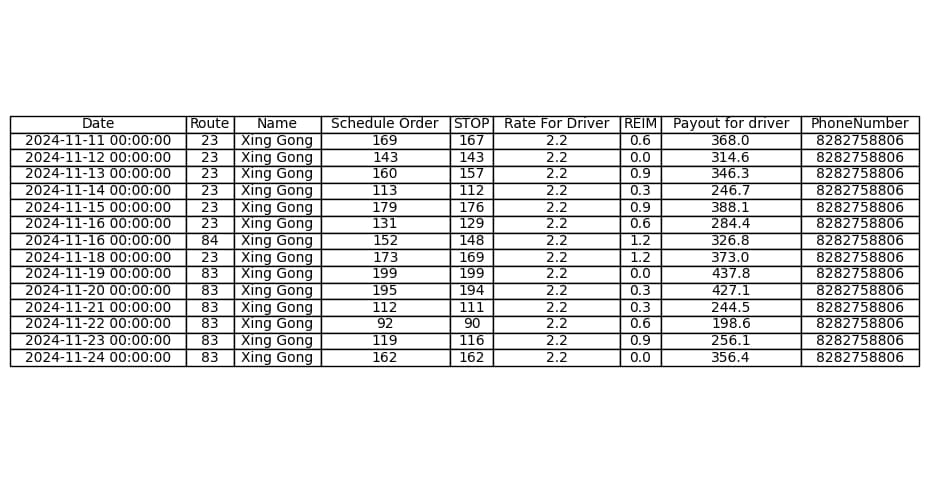 Date Route Name Schedule Order STOP Rate For Driver REIM Payout for driver PhoneNumber
2024-11-11 00:00:00 23 Xing Gong 169 167 2.2 0.6 368.0 8282758806
2024-11-12 00:00:00 23 Xing Gong 143 143 2.2 0.0 314.6 8282758806
2024-11-13 00:00:00 23 Xing Gong 160 157 2.2 0.9 346.3 8282758806
2024-11-14 00:00:00 23 Xing Gong 113 112 2.2 0.3 246.7 8282758806
2024-11-15 00:00:00 23 Xing Gong 179 176 2.2 0.9 388.1 8282758806
2024-11-16 00:00:00 23 Xing Gong 131 129 2.2 0.6 284.4 8282758806
2024-11-16 00:00:00 84 Xing Gong 152 148 2.2 1.2 326.8 8282758806
2024-11-18 00:00:00 23 Xing Gong 173 169 2.2 1.2 373.0 8282758806
2024-11-19 00:00:00 83 Xing Gong 199 199 2.2 0.0 437.8 8282758806
2024-11-20 00:00:00 83 Xing Gong 195 194 2.2 0.3 427.1 8282758806
2024-11-21 00:00:00 83 Xing Gong 112 111 2.2 0.3 244.5 8282758806
2024-11-22 00:00:00 83 Xing Gong 92 90 2.2 0.6 198.6 8282758806
2024-11-23 00:00:00 83 Xing Gong 119 116 2.2 0.9 256.1 8282758806
2024-11-24 00:00:00 83 Xing Gong 162 162 2.2 0.0 356.4 8282758806